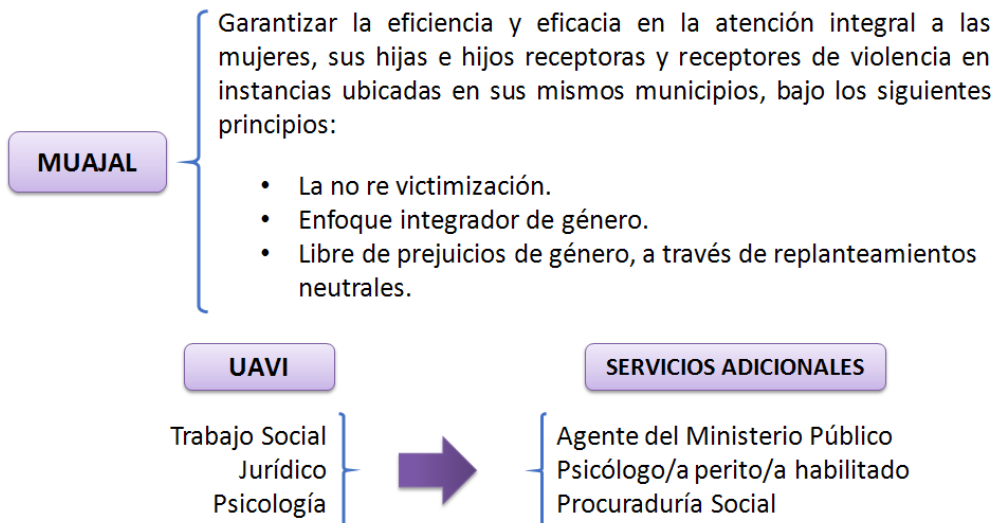 Garantizar la eficiencia y eficacia en la atención integral a las
mujeres, sus hijas e hijos receptoras y receptores de violencia en
instancias ubicadas en sus mismos municipios, bajo los siguientes
principios:
MUAJAL
• La no re victimización.
• Enfoque integrador de género.
• Libre de prejuicios de género, a través de replanteamientos
neutrales.
UAVI
Trabajo Social
Jurídico
Psicología
SERVICIOS ADICIONALES
Agente del Ministerio Público
Psicólogo/a perito/a habilitado
Procuraduría Social